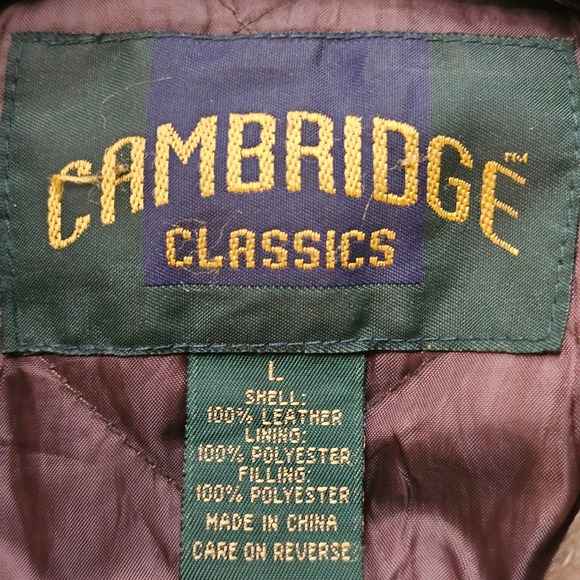 CAMBRIDGE™
CLASSICS
L
SHELL:
100% LEATHER
LINING:
100% POLYESTER
FILLING:
100% POLYESTER
MADE IN CHINA
CARE ON REVERSE